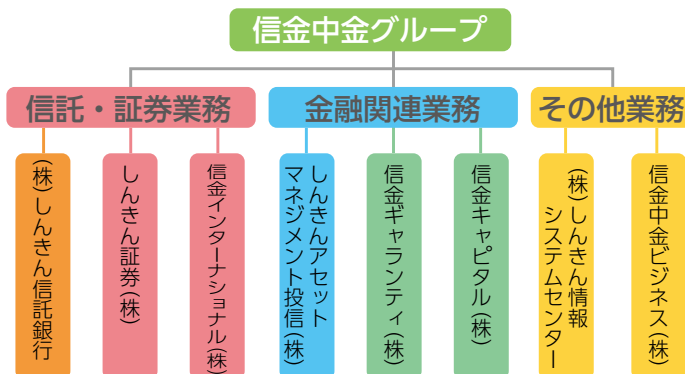 信金中金グループ
信託・証券業務
金融関連業務
その他業務
(株)しんきん信託銀行
しんきん証券(株)
信金インターナショナル(株)
しんきんアセット
マネジメント投信(株)
信金ギャランティ(株)
信金キャピタル(株)
(株)しんきん情報
システムセンター
信金中金ビジネス(株)